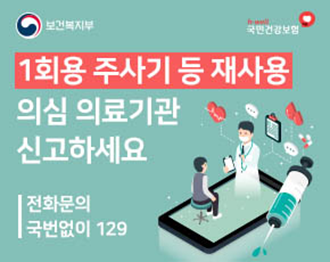 보건복지부
h-well
국민건강보험
1회용 주사기 등 재사용
의심 의료기관
신고하세요
전화문의
국번없이 129